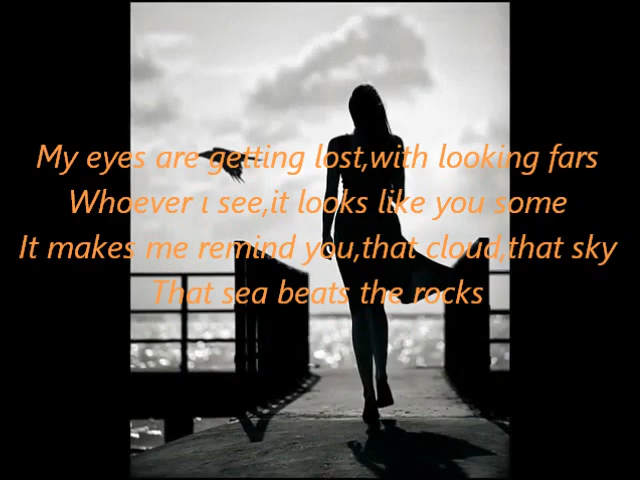 My eyes are getting lost,with looking fars
Whoever ı see,it looks like you some
It makes me remind you,that cloud,that sky
That sea beats the rocks